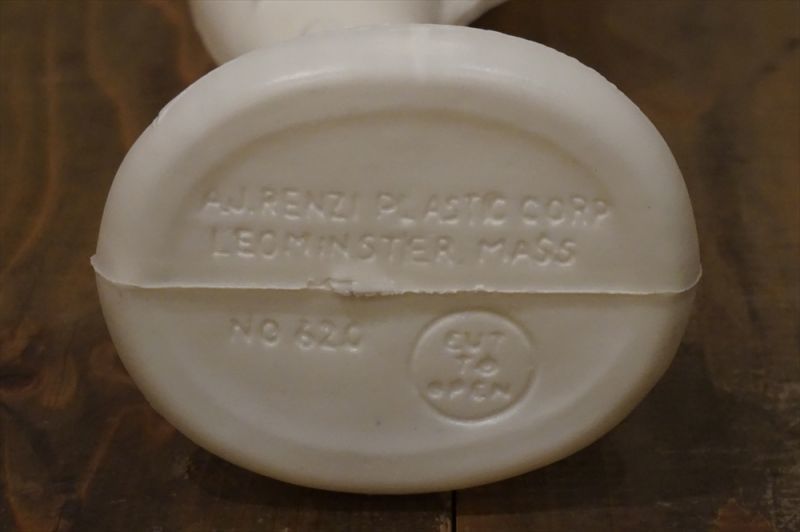 A.J. RENZI PLASTIC CORP
LEOMINSTER, MASS
NO 620
CUT
TO
OPEN